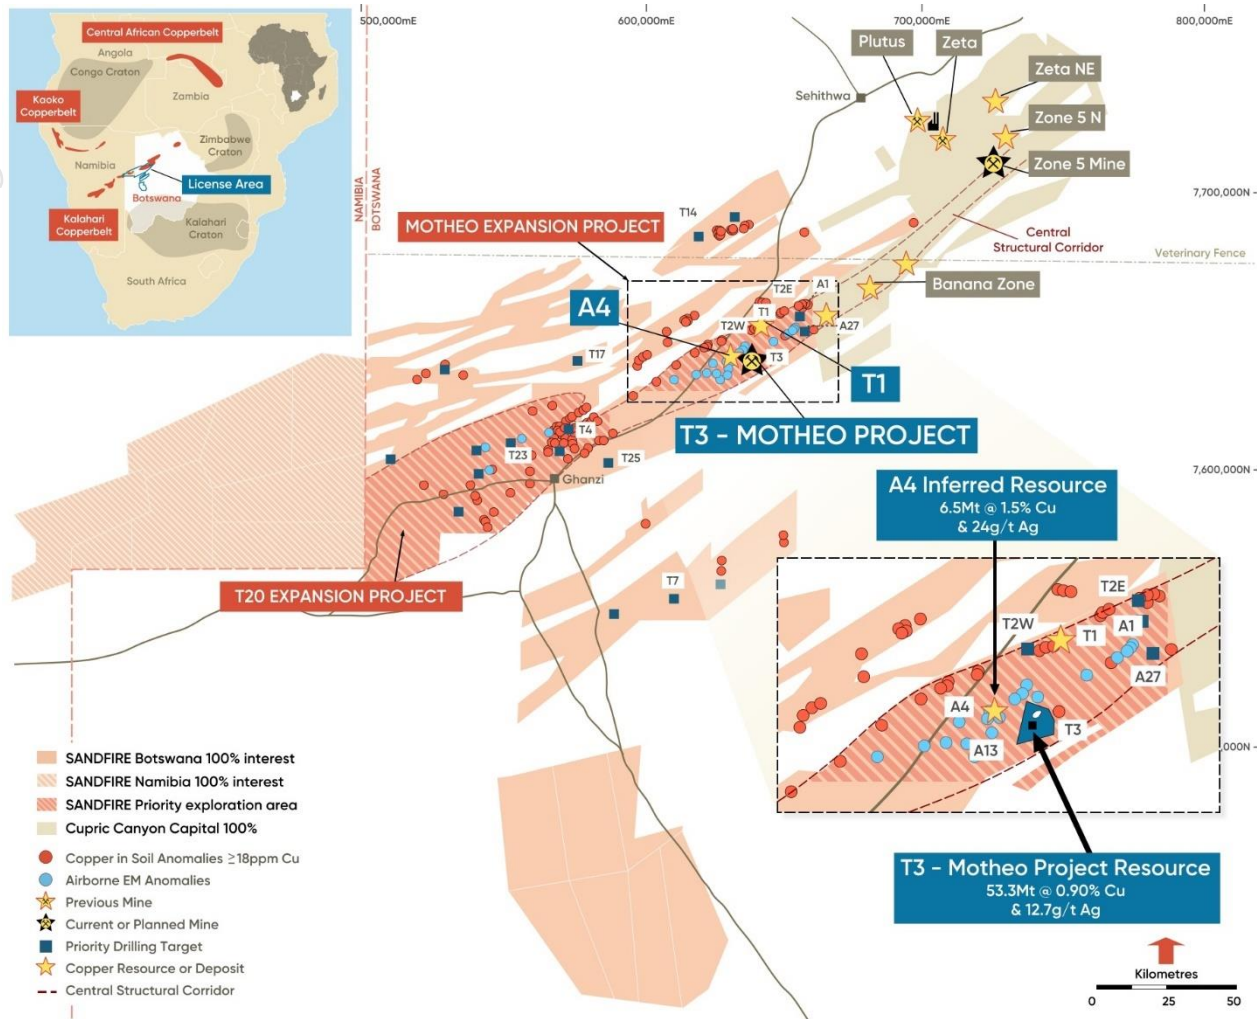 500,000mE
600,000mE
700,000mE
800,000mE
Central African Copperbelt
Angola
Congo Craton
Zambia
Kaoko
Copperbelt
Zimbabwe
Craton
Namibia
License Area
Botswana
Kalahari
Copperbelt
Kalahari
Craton
South Africa
NAMIBIA
BOTSWANA
Plutus
Zeta
Sehithwa
Zeta NE
Zone 5 N
Zone 5 Mine
7,700,000N
Central
Structural Corridor
Veterinary Fence
T14
MOTHEO EXPANSION PROJECT
Banana Zone
T2E
A1
A4
T1
T2W
A27
T3
T17
T1
T3 - MOTHEO PROJECT
T4
T23
T25
7,600,000N
Ghanzi
A4 Inferred Resource
6.5Mt @ 1.5% Cu
& 24g/t Ag
T7
T20 EXPANSION PROJECT
T2E
T2W
T1
A1
A27
A4
T3
A13
,000N
T3 - Motheo Project Resource
53.3Mt @ 0.90% Cu
& 12.7g/t Ag
SANDFIRE Botswana 100% interest
SANDFIRE Namibia 100% interest
SANDFIRE Priority exploration area
Cupric Canyon Capital 100%
Copper in Soil Anomalies ≥18ppm Cu
Airborne EM Anomalies
Previous Mine
Current or Planned Mine
Priority Drilling Target
Copper Resource or Deposit
Central Structural Corridor
Kilometres
0 25 50